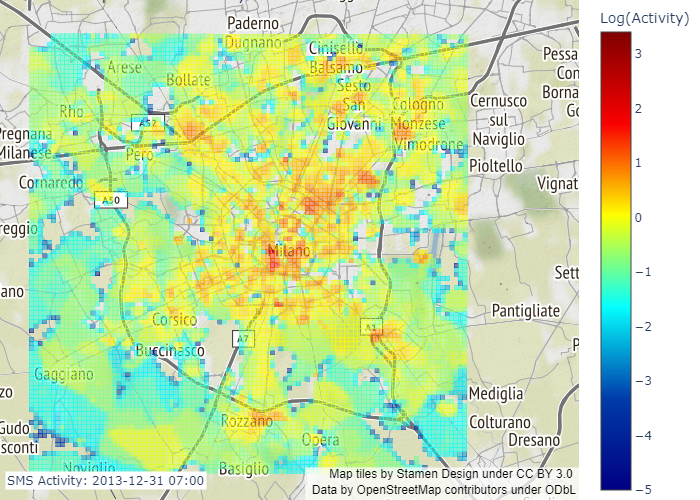 Paderno
Dugnano
Cinisello
Balsamo
Arese
Bollate
Sesto
San
Giovanni
Cologno
Monzese
Vimodrone
Cernusco
sul
Naviglio
Pioltello
Rho
A52
Pregnana
Milanese
Pero
Cornaredo
A50
Vignat
reggio
Milano
Sett
ano
Pantigliate
Corsico
A7
Buccinasco
Gaggiano
Mediglia
Colturano
Dresano
Rozzano
Opera
Gudo
sconti
Noviglio
Basiglio
Pessa
Con
Borna
Go
zo
P
SMS Activity: 2013-12-31 07:00
Map tiles by Stamen Design under CC BY 3.0
Data by OpenStreetMap contributors under ODbL
Log(Activity)
3
2
1
0
−1
−2
−3
−4
−5